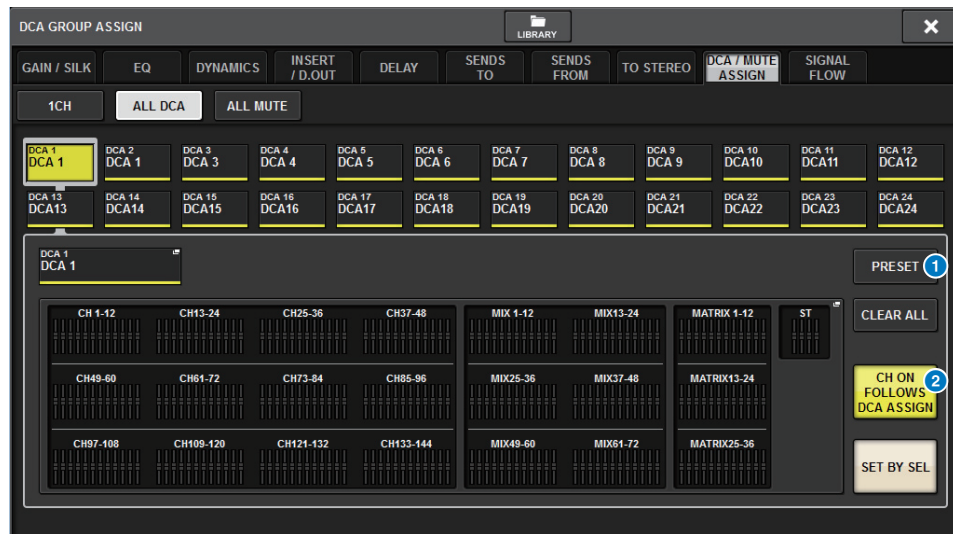 DCA GROUP ASSIGN
LIBRARY
GAIN / SILK EQ DYNAMICS INSERT / D.OUT DELAY SENDS TO SENDS FROM TO STEREO DCA / MUTE ASSIGN SIGNAL FLOW
1CH ALL DCA ALL MUTE
DCA 1 DCA 2 DCA 3 DCA 4 DCA 5 DCA 6 DCA 7 DCA 8 DCA 9 DCA 10 DCA 11 DCA 12
DCA 1 DCA 1 DCA 3 DCA 4 DCA 5 DCA 6 DCA 7 DCA 8 DCA 9 DCA10 DCA11 DCA12
DCA 13 DCA 14 DCA 15 DCA 16 DCA 17 DCA 18 DCA 19 DCA 20 DCA 21 DCA 22 DCA 23 DCA 24
DCA13 DCA14 DCA15 DCA16 DCA17 DCA18 DCA19 DCA20 DCA21 DCA22 DCA23 DCA24
DCA 1
DCA 1
PRESET 1
CH 1-12 CH13-24 CH25-36 CH37-48 MIX 1-12 MIX13-24 MATRIX 1-12 ST
CLEAR ALL
CH49-60 CH61-72 CH73-84 CH85-96 MIX25-36 MIX37-48 MATRIX13-24
CH ON
FOLLOWS
DCA ASSIGN
2
CH97-108 CH109-120 CH121-132 CH133-144 MIX49-60 MIX61-72 MATRIX25-36
SET BY SEL